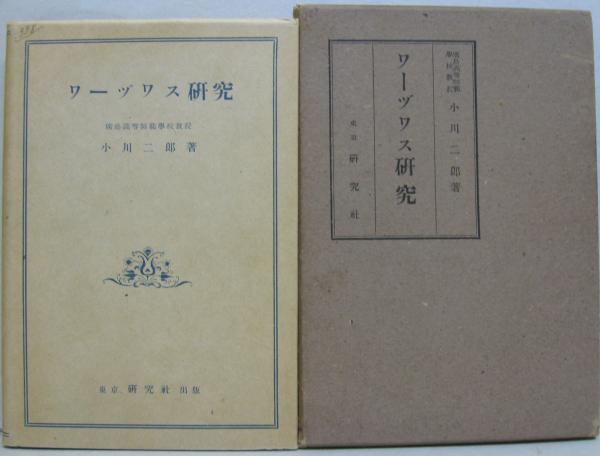 ワーヅワス研究
廣島高等師範學校敎授
小川二郎著
東京 研究社 出版
廣島高等師範
學校敎授
小川二郎著
ワーヅワス研究
東京 研究社